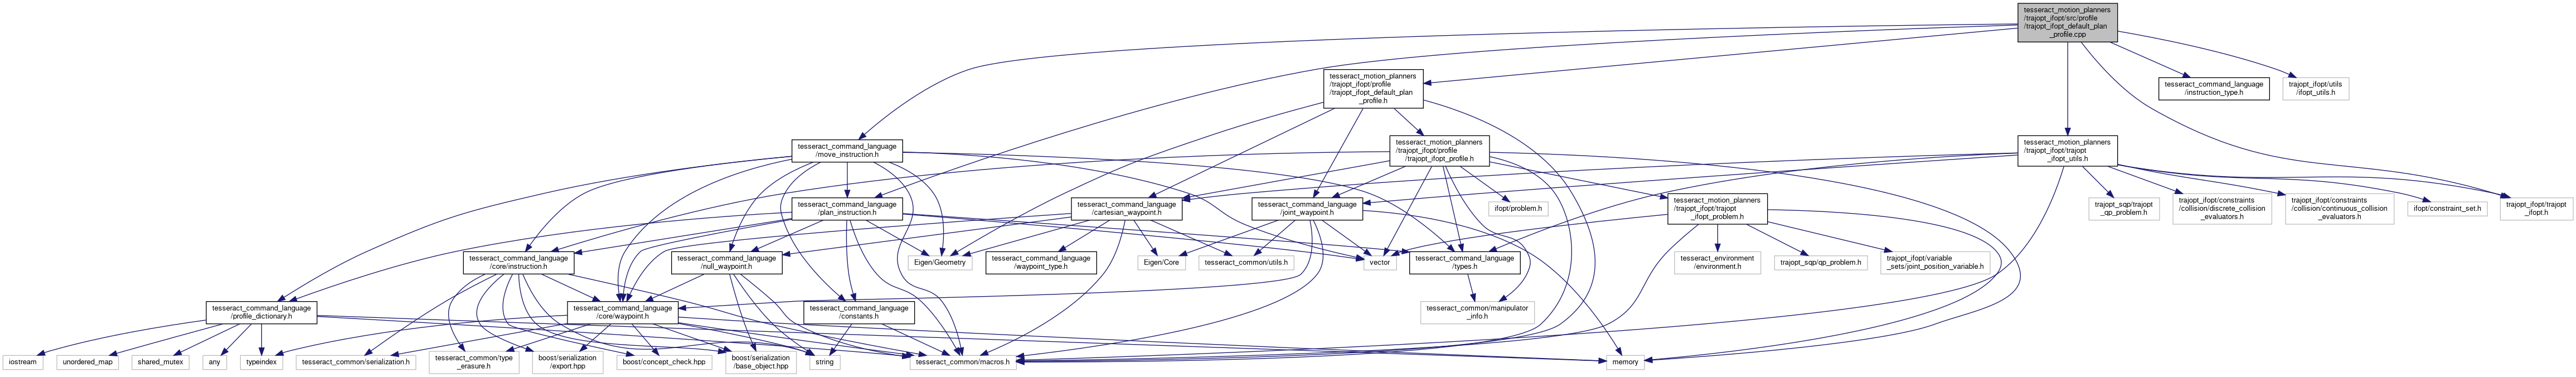 tesseract_motion_planners
/trajopt_ifopt/src/profile
/trajopt_ifopt_default_plan
_profile.cpp
tesseract_motion_planners
/trajopt_ifopt/profile
/trajopt_ifopt_default_plan
_profile.h
tesseract_command_language
/instruction_type.h
trajopt_ifopt/utils
/ifopt_utils.h
tesseract_command_language
/move_instruction.h
tesseract_motion_planners
/trajopt_ifopt/profile
/trajopt_ifopt_profile.h
tesseract_motion_planners
/trajopt_ifopt/trajopt
_ifopt_utils.h
tesseract_command_language
/plan_instruction.h
tesseract_command_language
/cartesian_waypoint.h
tesseract_command_language
/joint_waypoint.h
ifopt/problem.h
tesseract_motion_planners
/trajopt_ifopt/trajopt
_ifopt_problem.h
trajopt_sqp/trajopt
_qp_problem.h
trajopt_ifopt/constraints
/collision/discrete_collision
_evaluators.h
trajopt_ifopt/constraints
/collision/continuous_collision
_evaluators.h
ifopt/constraint_set.h
trajopt_ifopt/trajopt
_ifopt.h
tesseract_command_language
/core/instruction.h
tesseract_command_language
/null_waypoint.h
Eigen/Geometry
tesseract_command_language
/waypoint_type.h
Eigen/Core
tesseract_common/utils.h
vector
tesseract_command_language
/types.h
tesseract_environment
/environment.h
trajopt_sqp/qp_problem.h
trajopt_ifopt/variable
_sets/joint_position_variable.h
tesseract_command_language
/profile_dictionary.h
tesseract_command_language
/core/waypoint.h
tesseract_command_language
/constants.h
tesseract_common/manipulator
_info.h
iostream
unordered_map
shared_mutex
any
typeindex
tesseract_common/serialization.h
tesseract_common/type
_erasure.h
boost/serialization
/export.hpp
boost/concept_check.hpp
boost/serialization
/base_object.hpp
string
tesseract_common/macros.h
memory